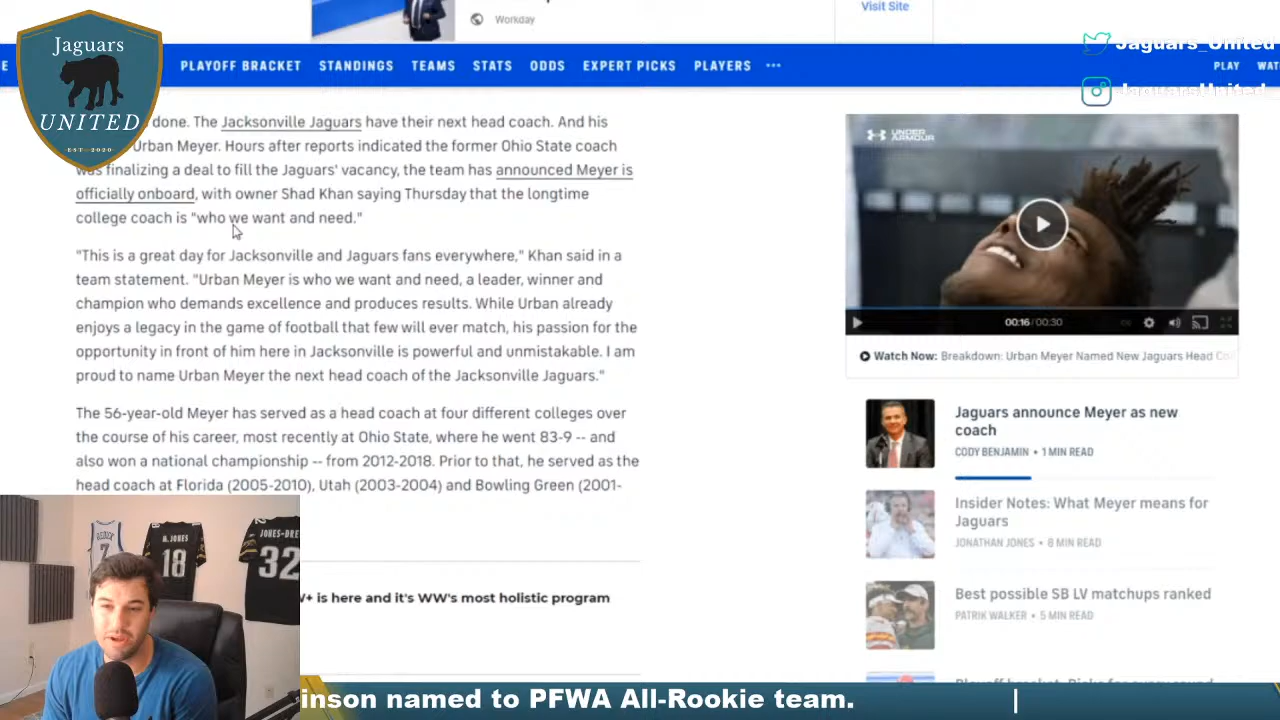 Workday
Visit Site
Jaguars_United
PLAYOFF BRACKET STANDINGS TEAMS STATS ODDS EXPERT PICKS PLAYERS ••• PLAY
JaguarsUnited
Jaguars
UNITED
EST 2020
done. The Jacksonville Jaguars have their next head coach. And his
Urban Meyer. Hours after reports indicated the former Ohio State coach
was finalizing a deal to fill the Jaguars' vacancy, the team has announced Meyer is
officially onboard, with owner Shad Khan saying Thursday that the longtime
college coach is "who we want and need."
"This is a great day for Jacksonville and Jaguars fans everywhere," Khan said in a
team statement. "Urban Meyer is who we want and need, a leader, winner and
champion who demands excellence and produces results. While Urban already
enjoys a legacy in the game of football that few will ever match, his passion for the
opportunity in front of him here in Jacksonville is powerful and unmistakable. I am
proud to name Urban Meyer the next head coach of the Jacksonville Jaguars."
The 56-year-old Meyer has served as a head coach at four different colleges over
the course of his career, most recently at Ohio State, where he went 83-9 -- and
also won a national championship -- from 2012-2018. Prior to that, he served as the
head coach at Florida (2005-2010), Utah (2003-2004) and Bowling Green (2001-
UNDER ARMOUR
00:16/00:30
Watch Now: Breakdown: Urban Meyer Named New Jaguars Head
Jaguars announce Meyer as new
coach
CODY BENJAMIN • 1 MIN READ
Insider Notes: What Meyer means for
Jaguars
JONATHAN JONES • 8 MIN READ
Best possible SB LV matchups ranked
PATRIK WALKER • 5 MIN READ
is here and it's WW's most holistic program
7
M.JONES
18
JONES-DRE
32
inson named to PFWA All-Rookie team. |